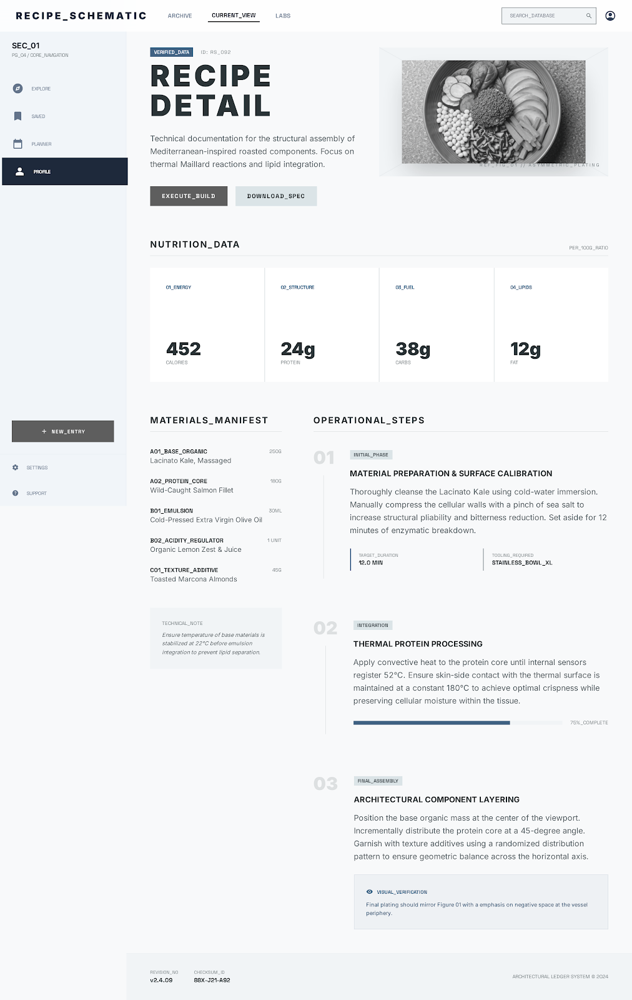 RECIPE_SCHEMATIC
ARCHIVE
CURRENT_VIEW
LABS
SEARCH_DATABASE
SEC_01
PG_04 / CORE_NAVIGATION
EXPLORE
SAVED
PLANNER
PROFILE
+ NEW_ENTRY
SETTINGS
SUPPORT
VERIFIED_DATA
ID: RS_092
RECIPE
DETAIL
Technical documentation for the structural assembly of
Mediterranean-inspired roasted components. Focus on
thermal Maillard reactions and lipid integration.
EXECUTE_BUILD
DOWNLOAD_SPEC
REF_FIG_01 // ASYMMETRIC_PLATING
NUTRITION_DATA
PER_100G_RATIO
01_ENERGY
452
CALORIES
02_STRUCTURE
24g
PROTEIN
03_FUEL
38g
CARBS
04_LIPIDS
12g
FAT
MATERIALS_MANIFEST
A01_BASE_ORGANIC
250G
Lacinato Kale, Massaged
A02_PROTEIN_CORE
180G
Wild-Caught Salmon Fillet
B01_EMULSION
30ML
Cold-Pressed Extra Virgin Olive Oil
B02_ACIDITY_REGULATOR
1 UNIT
Organic Lemon Zest & Juice
C01_TEXTURE_ADDITIVE
45G
Toasted Marcona Almonds
TECHNICAL_NOTE
Ensure temperature of base materials is
stabilized at 22°C before emulsion
integration to prevent lipid separation.
OPERATIONAL_STEPS
01
INITIAL_PHASE
MATERIAL PREPARATION & SURFACE CALIBRATION
Thoroughly cleanse the Lacinato Kale using cold-water immersion.
Manually compress the cellular walls with a pinch of sea salt to
increase structural pliability and bitterness reduction. Set aside for 12
minutes of enzymatic breakdown.
TARGET_DURATION
12.0 MIN
TOOLING_REQUIRED
STAINLESS_BOWL_XL
02
INTEGRATION
THERMAL PROTEIN PROCESSING
Apply convective heat to the protein core until internal sensors
register 52°C. Ensure skin-side contact with the thermal surface is
maintained at a constant 180°C to achieve optimal crispness while
preserving cellular moisture within the tissue.
75%_COMPLETE
03
FINAL_ASSEMBLY
ARCHITECTURAL COMPONENT LAYERING
Position the base organic mass at the center of the viewport.
Incrementally distribute the protein core at a 45-degree angle.
Garnish with texture additives using a randomized distribution
pattern to ensure geometric balance across the horizontal axis.
VISUAL_VERIFICATION
Final plating should mirror Figure 01 with a emphasis on negative space at the vessel
periphery.
REVISION_NO
v2.4.09
CHECKSUM_ID
88X-J21-A92
ARCHITECTURAL LEDGER SYSTEM © 2024